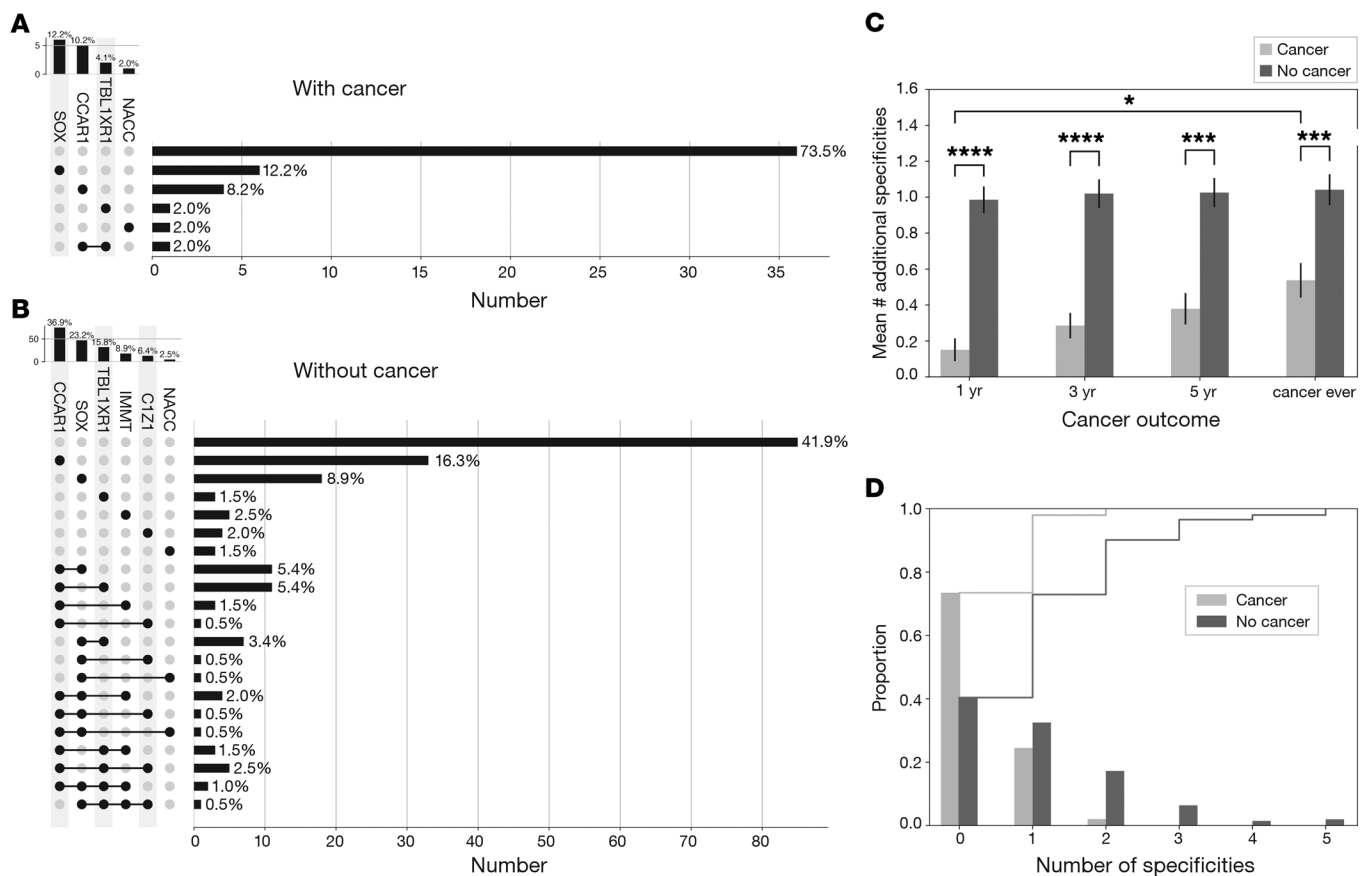 A
12.2%
10.2%
4.1%
2.0%
5
0
SOX
CCAR1
TBL1XR1
NACC
With cancer
73.5%
12.2%
8.2%
2.0%
2.0%
2.0%
0 5 10 15 20 25 30 35
Number
B
36.9%
23.2%
15.8%
8.9%
6.4%
2.5%
50
0
CCAR1
SOX
TBL1XR1
IMMT
C1Z1
NACC
Without cancer
41.9%
16.3%
8.9%
1.5%
2.5%
2.0%
1.5%
5.4%
5.4%
1.5%
0.5%
3.4%
0.5%
0.5%
2.0%
0.5%
0.5%
1.5%
2.5%
1.0%
0.5%
0 10 20 30 40 50 60 70 80
Number
C
Cancer
No cancer
Mean # additional specificities
1.6
1.4
1.2
1.0
0.8
0.6
0.4
0.2
0.0
*
**** **** *** ***
1 yr 3 yr 5 yr cancer ever
Cancer outcome
D
Proportion
1.0
0.8
0.6
0.4
0.2
0.0
Cancer
No cancer
0 1 2 3 4 5
Number of specificities